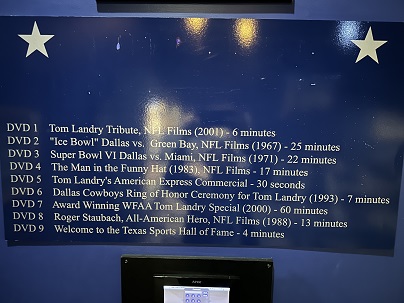 DVD 1 Tom Landry Tribute, NFL Films (2001) - 6 minutes
DVD 2 "Ice Bowl" Dallas vs. Green Bay, NFL Films (1967) - 25 minutes
DVD 3 Super Bowl VI Dallas vs. Miami, NFL Films (1971) - 22 minutes
DVD 4 The Man in the Funny Hat (1983), NFL Films - 17 minutes
DVD 5 Tom Landry's American Express Commercial - 30 seconds
DVD 6 Dallas Cowboys Ring of Honor Ceremony for Tom Landry (1993) - 7 minutes
DVD 7 Award Winning WFAA Tom Landry Special (2000) - 60 minutes
DVD 8 Roger Staubach, All-American Hero, NFL Films (1988) - 13 minutes
DVD 9 Welcome to the Texas Sports Hall of Fame - 4 minutes